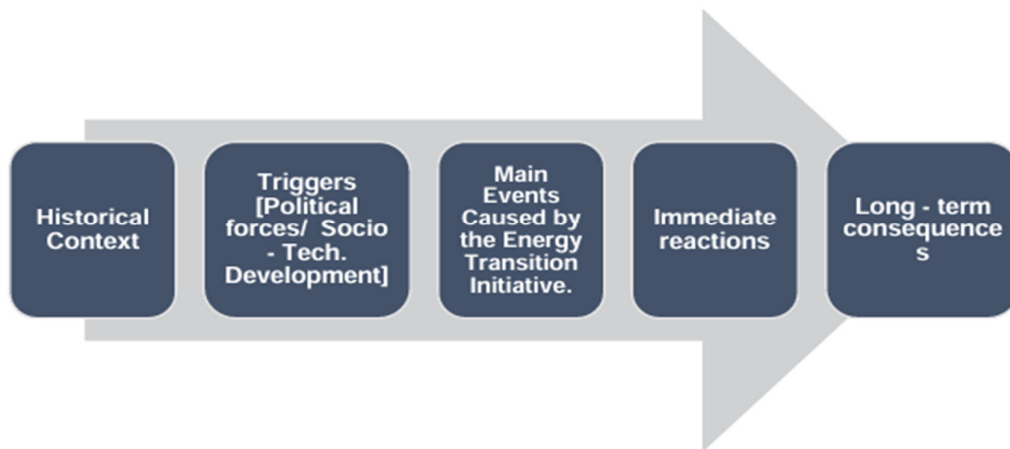 Historical
Context
Triggers
[Political
forces/ Socio
- Tech.
Development]
Main
Events
Caused by
the Energy
Transition
Initiative.
Immediate
reactions
Long - term
consequence
s